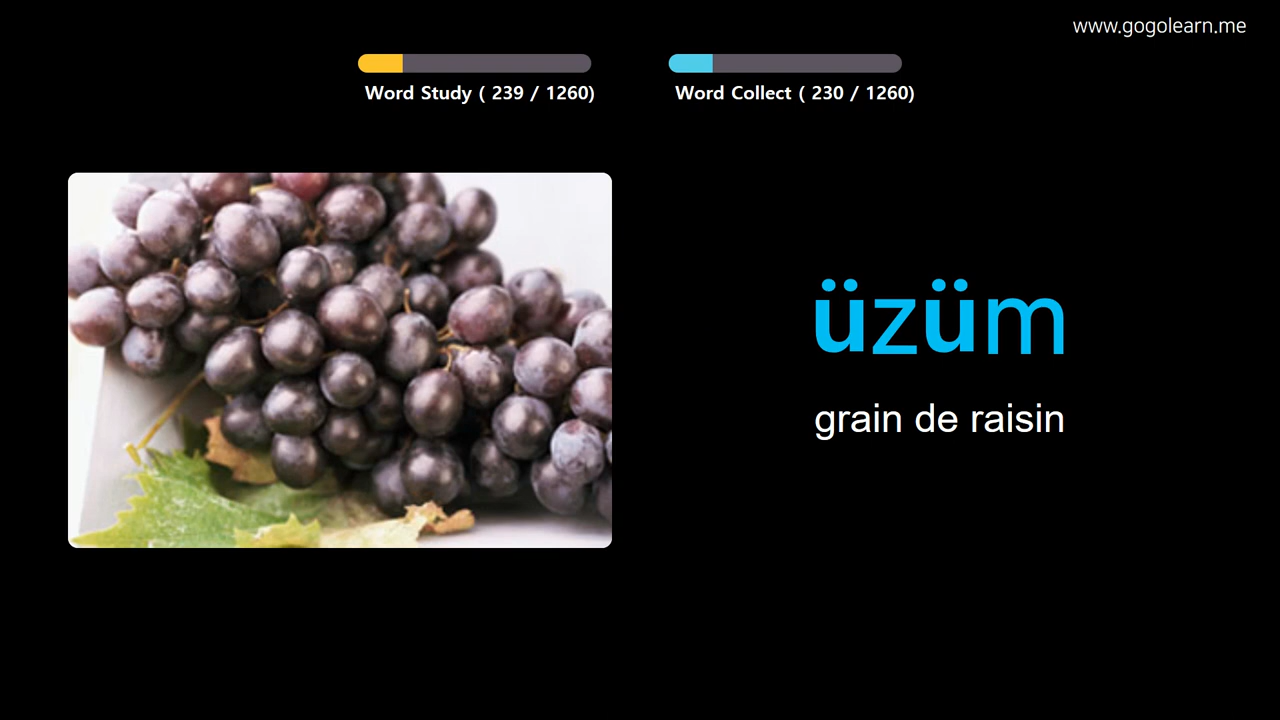 www.gogolearn.me
Word Study ( 239 / 1260)
Word Collect ( 230 / 1260)
üzüm
grain de raisin